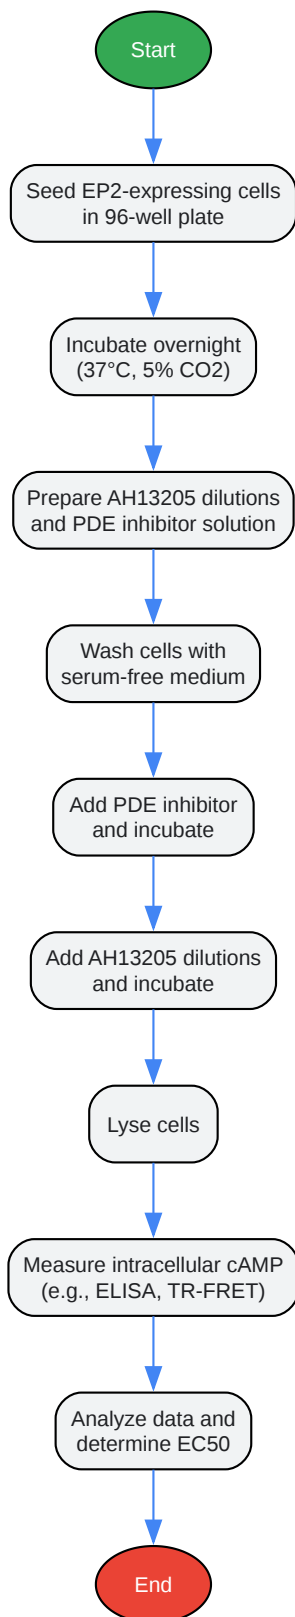 Start
Seed EP2-expressing cells
in 96-well plate
Incubate overnight
(37°C, 5% CO2)
Prepare AH13205 dilutions
and PDE inhibitor solution
Wash cells with
serum-free medium
Add PDE inhibitor
and incubate
Add AH13205 dilutions
and incubate
Lyse cells
Measure intracellular cAMP
(e.g., ELISA, TR-FRET)
Analyze data and
determine EC50
End